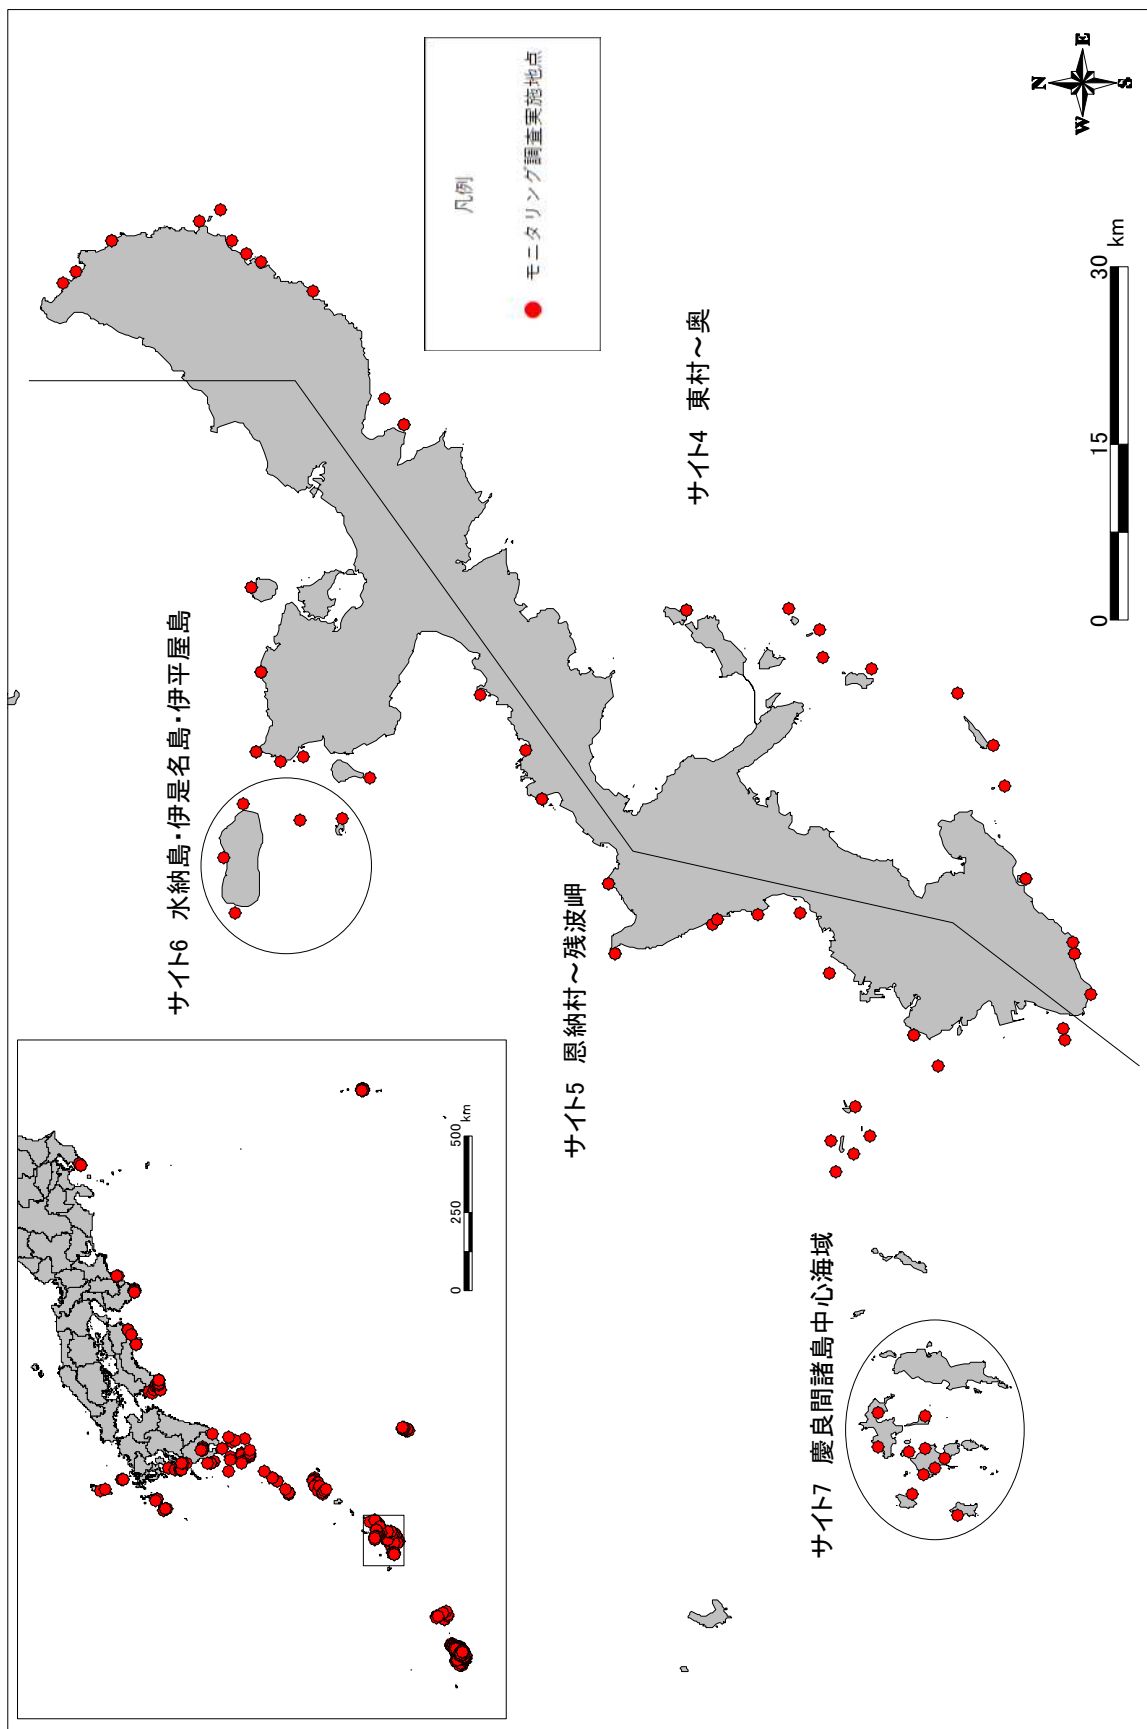 サイト6 水納島・伊是名島・伊平屋島
凡例
モニタリング調査実施地点
N
W
E
S
0
250
500
km
サイト5 恩納村～残波岬
サイト4 東村～奥
サイト7 慶良間諸島中心海域
0
15
30
km